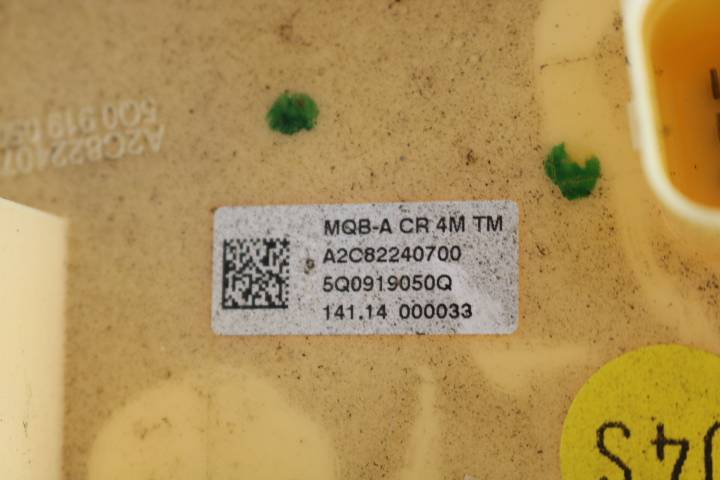 MQB-A CR 4M TM
A2C82240700
5Q0919050Q
141.14 000033